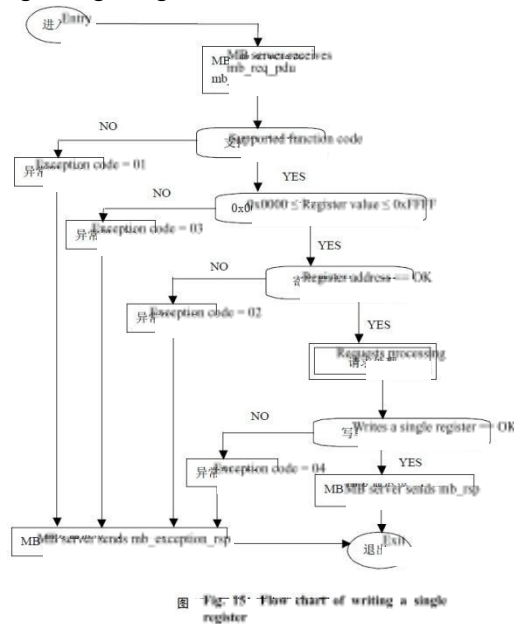 进入 Entry
MB server receives
mb_req_pdu
NO
Supported function code
Exception code = 01
YES
NO
0x0000 ≤ Register value ≤ 0xFFFF
Exception code = 03
YES
NO
Register address == OK
Exception code = 02
YES
Requests processing
NO
Writes a single register == OK
Exception code = 04
YES
MB server sends mb_rsp
MB server sends mb_exception_rsp
Exit
图 Fig. 15 Flow chart of writing a single
register